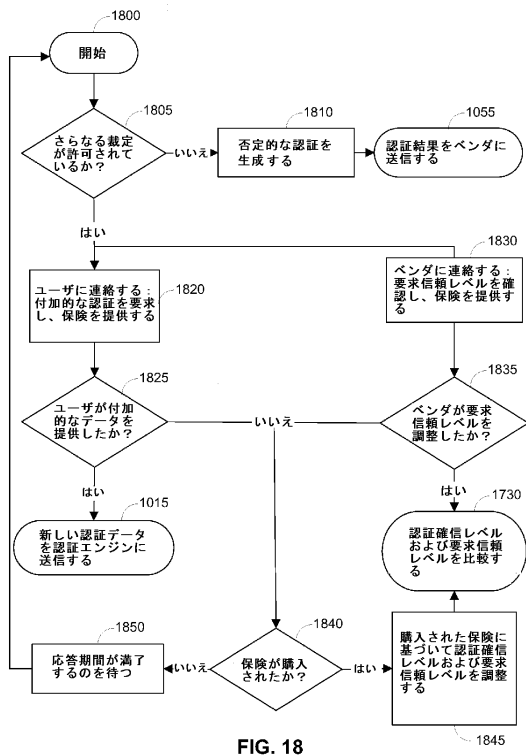 1800
開始
1805
さらなる裁定
が許可されて
いるか？
いいえ
1810
否定的な認証を
生成する
1055
認証結果をベンダに
送信する
はい
1820
ユーザに連絡する：
付加的な認証を要求
し、保険を提供する
1830
ベンダに連絡する：
要求信頼レベルを確
認し、保険を提供す
る
1825
ユーザが付加
的なデータを
提供したか？
いいえ
1835
ベンダが要求
信頼レベルを
調整したか？
はい
1015
新しい認証データ
を認証エンジンに
送信する
はい
1730
認証確信レベル
および要求信頼
レベルを比較す
る
1850
応答期間が満了
するのを待つ
いいえ
1840
保険が購入
されたか？
はい
購入された保険に
基づいて認証確信
レベルおよび要求
信頼レベルを調整
する
1845
FIG. 18